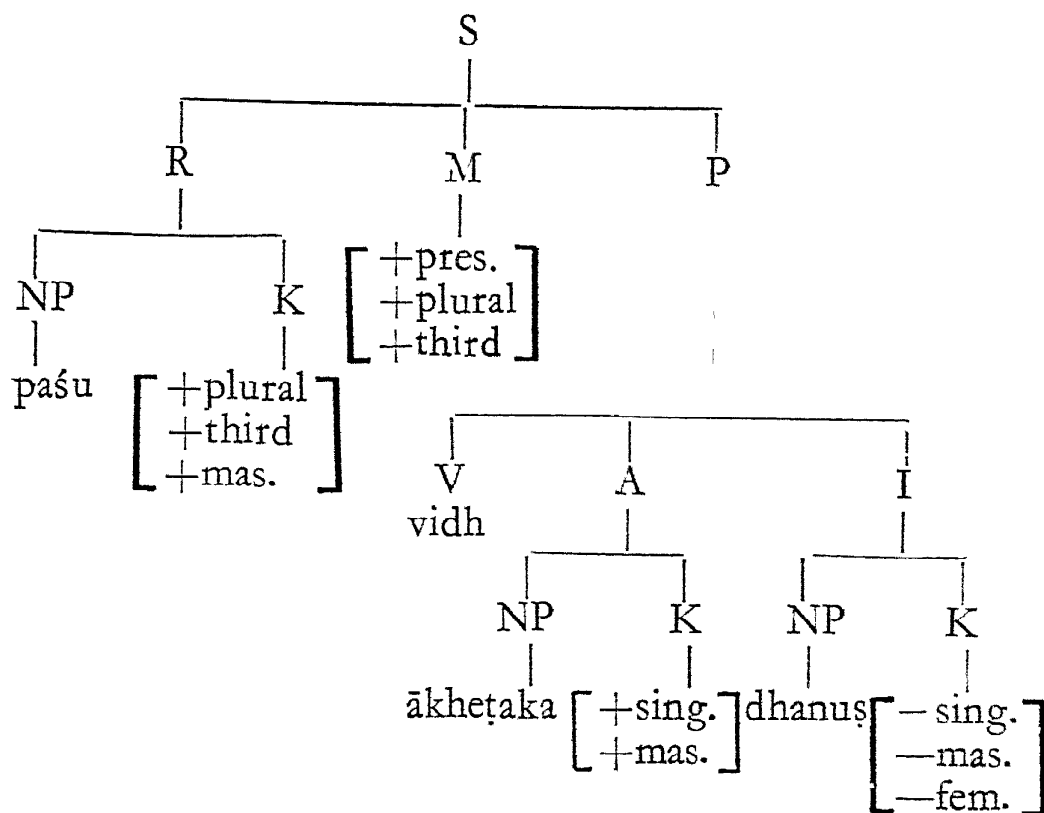 S
R M P
NP K [ +pres.
+plural
+third ]
paśu [ +plural
+third
+mas. ]
V A I
vidh
NP K NP K
ākheṭaka [ +sing.
+mas. ] dhanuṣ [ —sing.
—mas.
—fem. ]